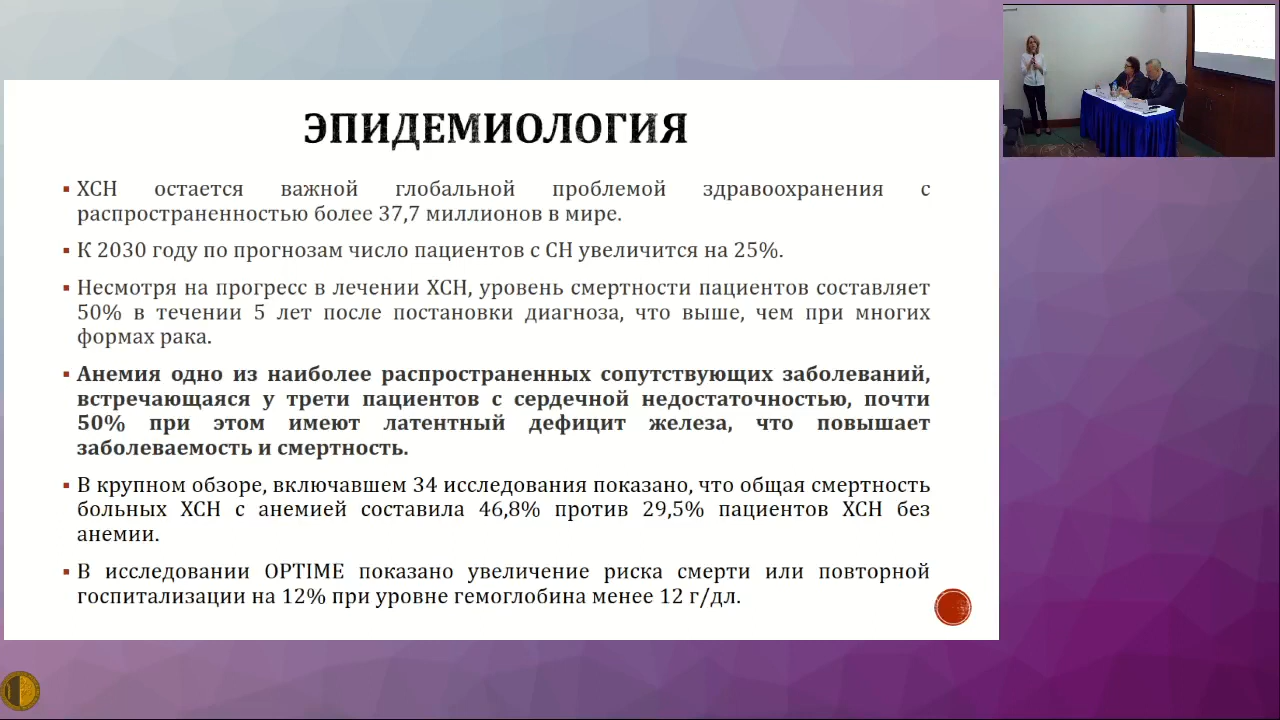 ЭПИДЕМИОЛОГИЯ
▪ ХСН остается важной глобальной проблемой здравоохранения с
распространенностью более 37,7 миллионов в мире.
▪ К 2030 году по прогнозам число пациентов с СН увеличится на 25%.
▪ Несмотря на прогресс в лечении ХСН, уровень смертности пациентов составляет
50% в течении 5 лет после постановки диагноза, что выше, чем при многих
формах рака.
▪ Анемия одно из наиболее распространенных сопутствующих заболеваний,
встречающаяся у трети пациентов с сердечной недостаточностью, почти
50% при этом имеют латентный дефицит железа, что повышает
заболеваемость и смертность.
▪ В крупном обзоре, включавшем 34 исследования показано, что общая смертность
больных ХСН с анемией составила 46,8% против 29,5% пациентов ХСН без
анемии.
▪ В исследовании OPTIME показано увеличение риска смерти или повторной
госпитализации на 12% при уровне гемоглобина менее 12 г/дл.